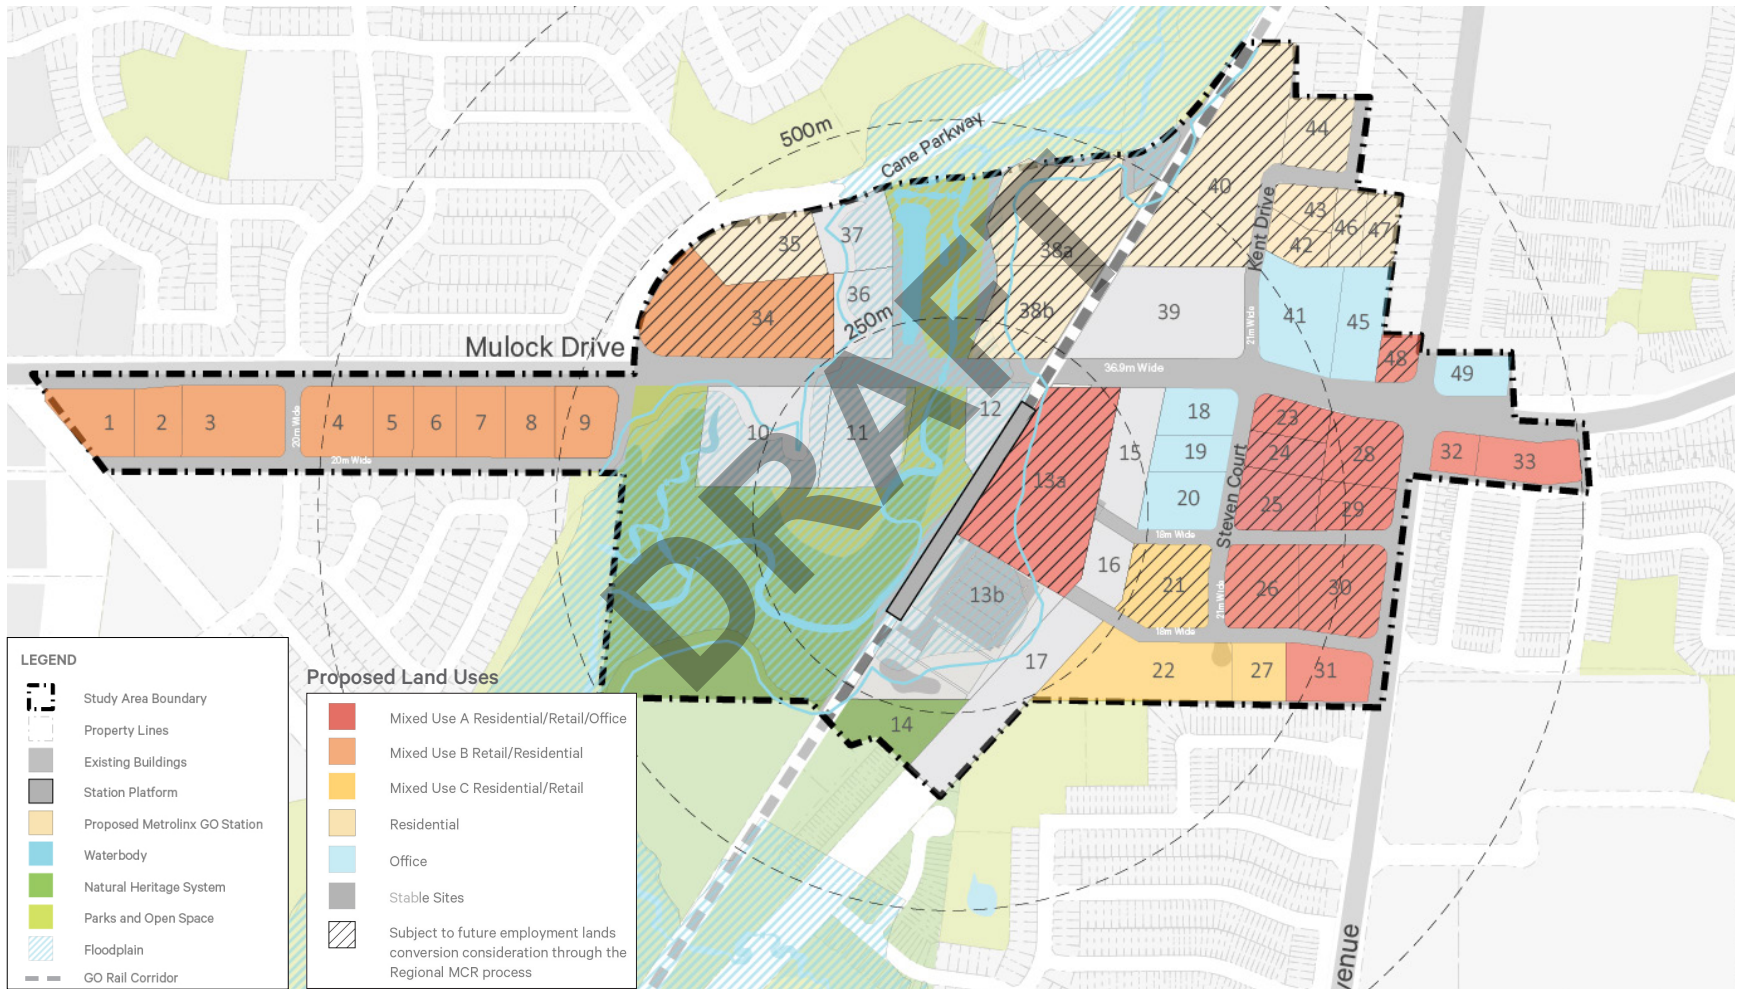 500m
Cane Parkway
44
40
Kent Drive
43
46
47
42
37
35
38a
36
250m
34
38b
39
21m Wide
41
45
Mulock Drive
48
36.9m Wide
49
1
2
3
20m Wide
4
5
6
7
8
9
20m Wide
10
11
12
13a
15
18
19
20
Steven Court
23
24
25
28
29
32
33
18m Wide
16
21
21m Wide
26
30
13b
18m Wide
17
22
27
31
14
DRAFT
venue
LEGEND
Study Area Boundary
Property Lines
Existing Buildings
Station Platform
Proposed Metrolinx GO Station
Waterbody
Natural Heritage System
Parks and Open Space
Floodplain
GO Rail Corridor
Proposed Land Uses
Mixed Use A Residential/Retail/Office
Mixed Use B Retail/Residential
Mixed Use C Residential/Retail
Residential
Office
Stable Sites
Subject to future employment lands
conversion consideration through the
Regional MCR process